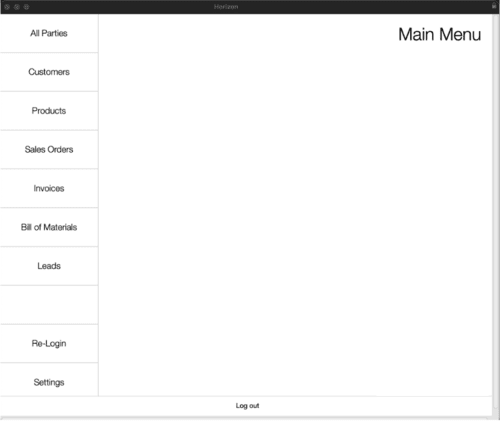 Horizon
Main Menu
All Parties
Customers
Products
Sales Orders
Invoices
Bill of Materials
Leads
Re-Login
Settings
Log out